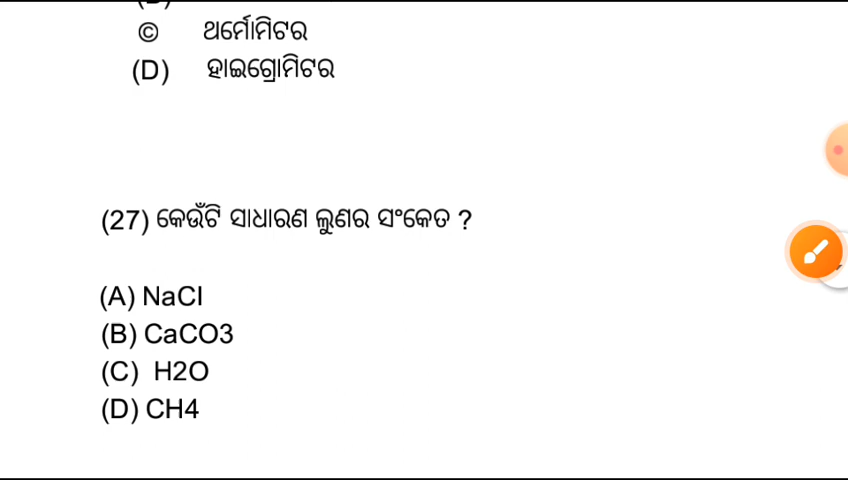 © ଥର୍ମୋମିଟର
(D) ହାଇଗ୍ରୋମିଟର
(27) କେଉଁଟି ସାଧାରଣ ଲୁଣର ସଂକେତ ?
(A) NaCl
(B) CaCO3
(C) H2O
(D) CH4